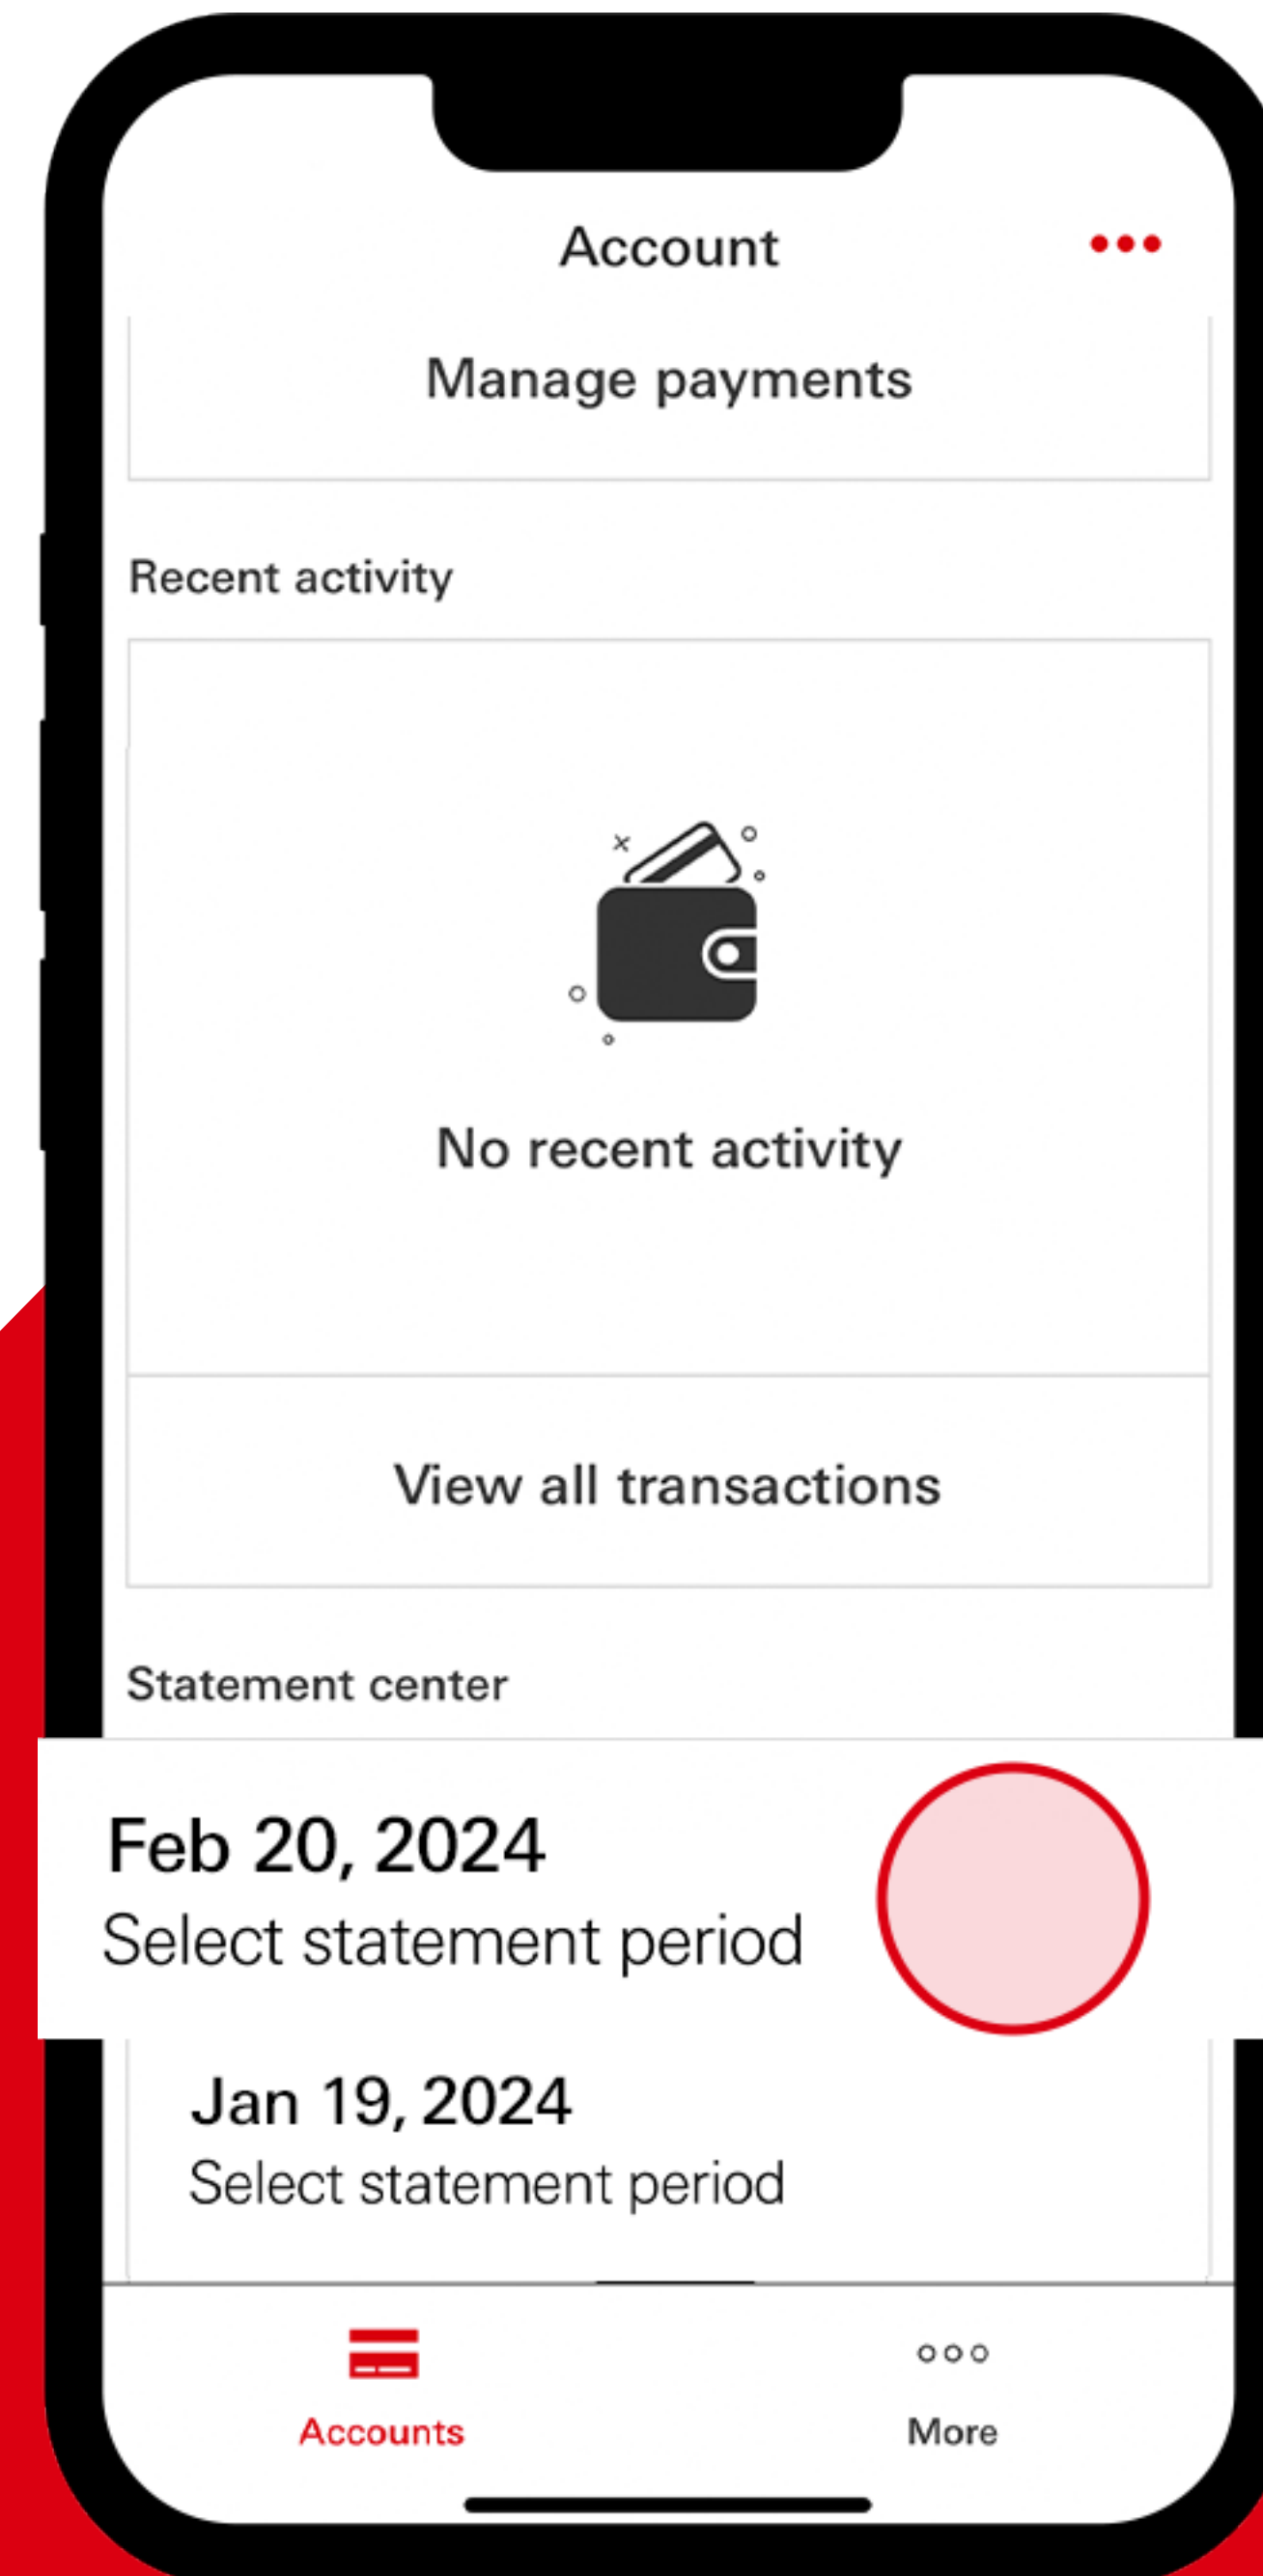 Account
Manage payments
Recent activity
No recent activity
View all transactions
Statement center
Feb 20, 2024
Select statement period
Jan 19, 2024
Select statement period
Accounts
More